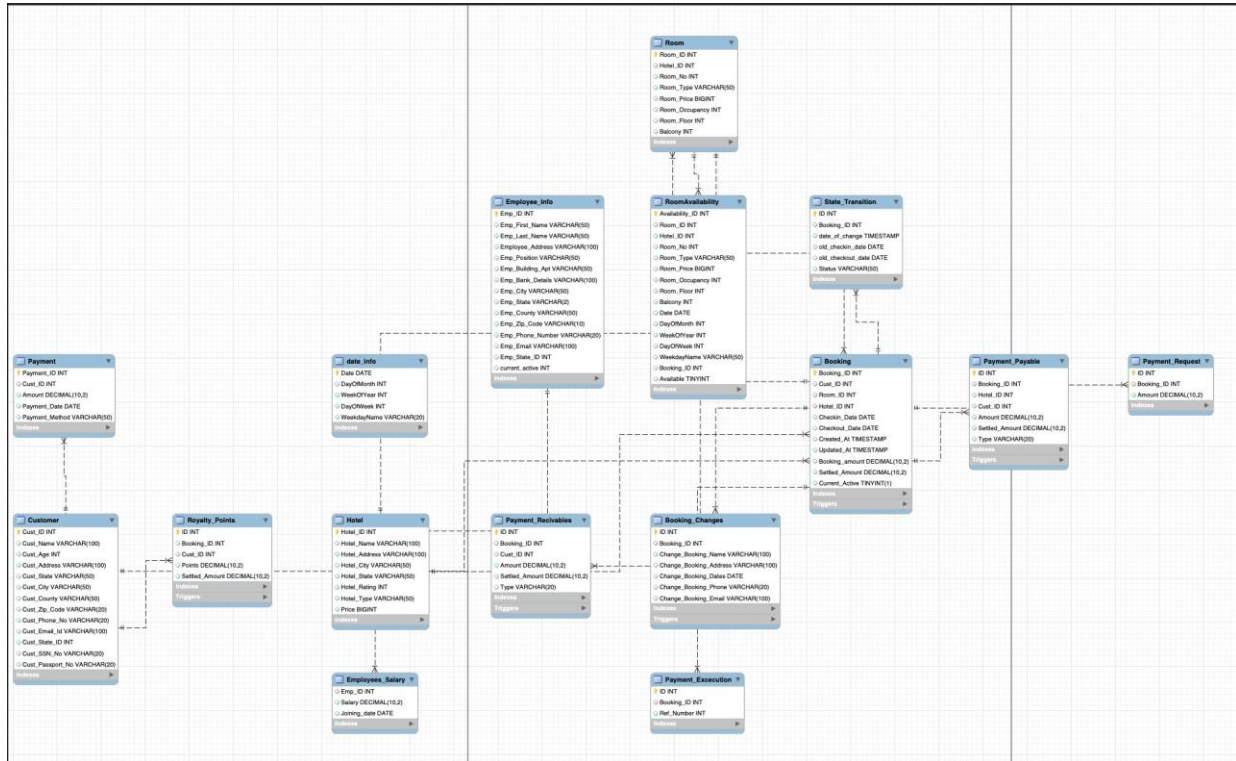 Room
Room_ID INT
Hotel_ID INT
Room_No INT
Room_Type VARCHAR(50)
Room_Price BIGINT
Room_Occupancy INT
Room_Floor INT
Balcony INT
Indexes
Employee_info
Emp_ID INT
Emp_First_Name VARCHAR(50)
Emp_Last_Name VARCHAR(50)
Employee_Address VARCHAR(100)
Emp_Position VARCHAR(50)
Emp_Building_Apt VARCHAR(50)
Emp_Bank_Details VARCHAR(100)
Emp_City VARCHAR(50)
Emp_State VARCHAR(2)
Emp_County VARCHAR(50)
Emp_Zip_Code VARCHAR(10)
Emp_Phone_Number VARCHAR(20)
Emp_Email VARCHAR(100)
Emp_State_ID INT
current_active INT
Indexes
RoomAvailability
Availability_ID INT
Room_ID INT
Hotel_ID INT
Room_No INT
Room_Type VARCHAR(50)
Room_Price BIGINT
Room_Occupancy INT
Room_Floor INT
Balcony INT
Date DATE
DayOfMonth INT
WeekOfYear INT
DayOfWeek INT
WeekdayName VARCHAR(50)
Booking_ID INT
Available TINYINT
Indexes
State_Transition
ID INT
Booking_ID INT
date_of_change TIMESTAMP
old_checkin_date DATE
old_checkout_date DATE
Status VARCHAR(50)
Indexes
Payment
Payment_ID INT
Cust_ID INT
Amount DECIMAL(10,2)
Payment_Date DATE
Payment_Method VARCHAR(50)
Indexes
date_info
Date DATE
DayOfMonth INT
WeekOfYear INT
DayOfWeek INT
WeekdayName VARCHAR(20)
Indexes
Booking
Booking_ID INT
Cust_ID INT
Room_ID INT
Hotel_ID INT
Checkin_Date DATE
Checkout_Date DATE
Created_At TIMESTAMP
Updated_At TIMESTAMP
Booking_amount DECIMAL(10,2)
Settled_Amount DECIMAL(10,2)
Current_Active TINYINT(1)
Indexes
Triggers
Payment_Payable
ID INT
Booking_ID INT
Hotel_ID INT
Cust_ID INT
Amount DECIMAL(10,2)
Settled_Amount DECIMAL(10,2)
Type VARCHAR(20)
Indexes
Triggers
Payment_Request
ID INT
Booking_ID INT
Amount DECIMAL(10,2)
Indexes
Customer
Cust_ID INT
Cust_Name VARCHAR(100)
Cust_Age INT
Cust_Address VARCHAR(100)
Cust_State VARCHAR(50)
Cust_City VARCHAR(50)
Cust_County VARCHAR(50)
Cust_Zip_Code VARCHAR(20)
Cust_Phone_No VARCHAR(20)
Cust_Email_Id VARCHAR(100)
Cust_State_ID INT
Cust_SSN_No VARCHAR(20)
Cust_Passport_No VARCHAR(20)
Indexes
Royalty_Points
ID INT
Booking_ID INT
Cust_ID INT
Points DECIMAL(10,2)
Settled_Amount DECIMAL(10,2)
Indexes
Triggers
Hotel
Hotel_ID INT
Hotel_Name VARCHAR(100)
Hotel_Address VARCHAR(100)
Hotel_City VARCHAR(50)
Hotel_State VARCHAR(50)
Hotel_Rating INT
Hotel_Type VARCHAR(50)
Price BIGINT
Indexes
Payment_Recivables
ID INT
Booking_ID INT
Cust_ID INT
Amount DECIMAL(10,2)
Settled_Amount DECIMAL(10,2)
Type VARCHAR(20)
Indexes
Triggers
Booking_Changes
ID INT
Booking_ID INT
Change_Booking_Name VARCHAR(100)
Change_Booking_Address VARCHAR(100)
Change_Booking_Dates DATE
Change_Booking_Phone VARCHAR(20)
Change_Booking_Email VARCHAR(100)
Indexes
Triggers
Employees_Salary
Emp_ID INT
Salary DECIMAL(10,2)
Joining_date DATE
Indexes
Payment_Excecution
ID INT
Booking_ID INT
Ref_Number INT
Indexes